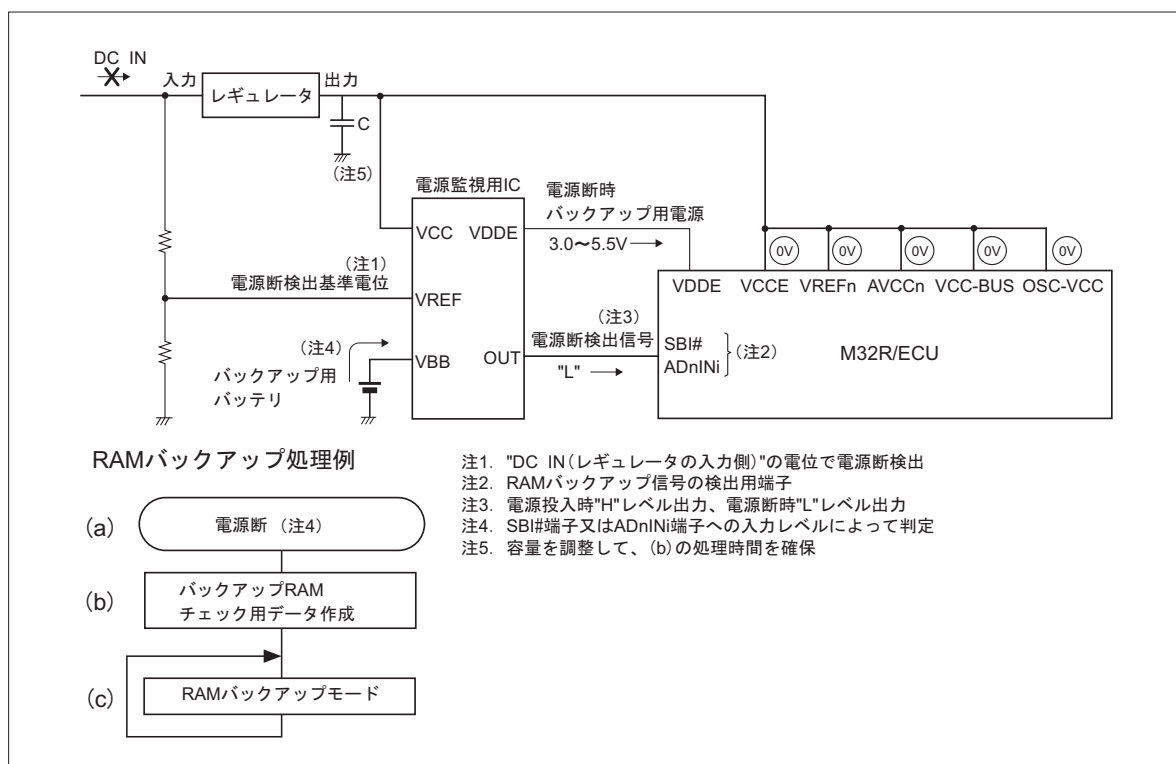 DC IN
入力
レギュレータ
出力
C
(注5)
電源監視用IC
VCC
VDDE
VREF
VBB
OUT
電源断時
バックアップ用電源
3.0〜5.5V
(注1)
電源断検出基準電位
(注4)
バックアップ用
バッテリ
(注3)
電源断検出信号
"L"
0V
0V
0V
0V
0V
VDDE VCCE VREFn AVCCn VCC-BUS OSC-VCC
SBI#
ADnINi
(注2)
M32R/ECU
RAMバックアップ処理例
(a)
電源断 (注4)
(b)
バックアップRAM
チェック用データ作成
(c)
RAMバックアップモード
注1. "DC IN(レギュレータの入力側)"の電位で電源断検出
注2. RAMバックアップ信号の検出用端子
注3. 電源投入時"H"レベル出力、電源断時"L"レベル出力
注4. SBI#端子又はADnINi端子への入力レベルによって判定
注5. 容量を調整して、(b)の処理時間を確保